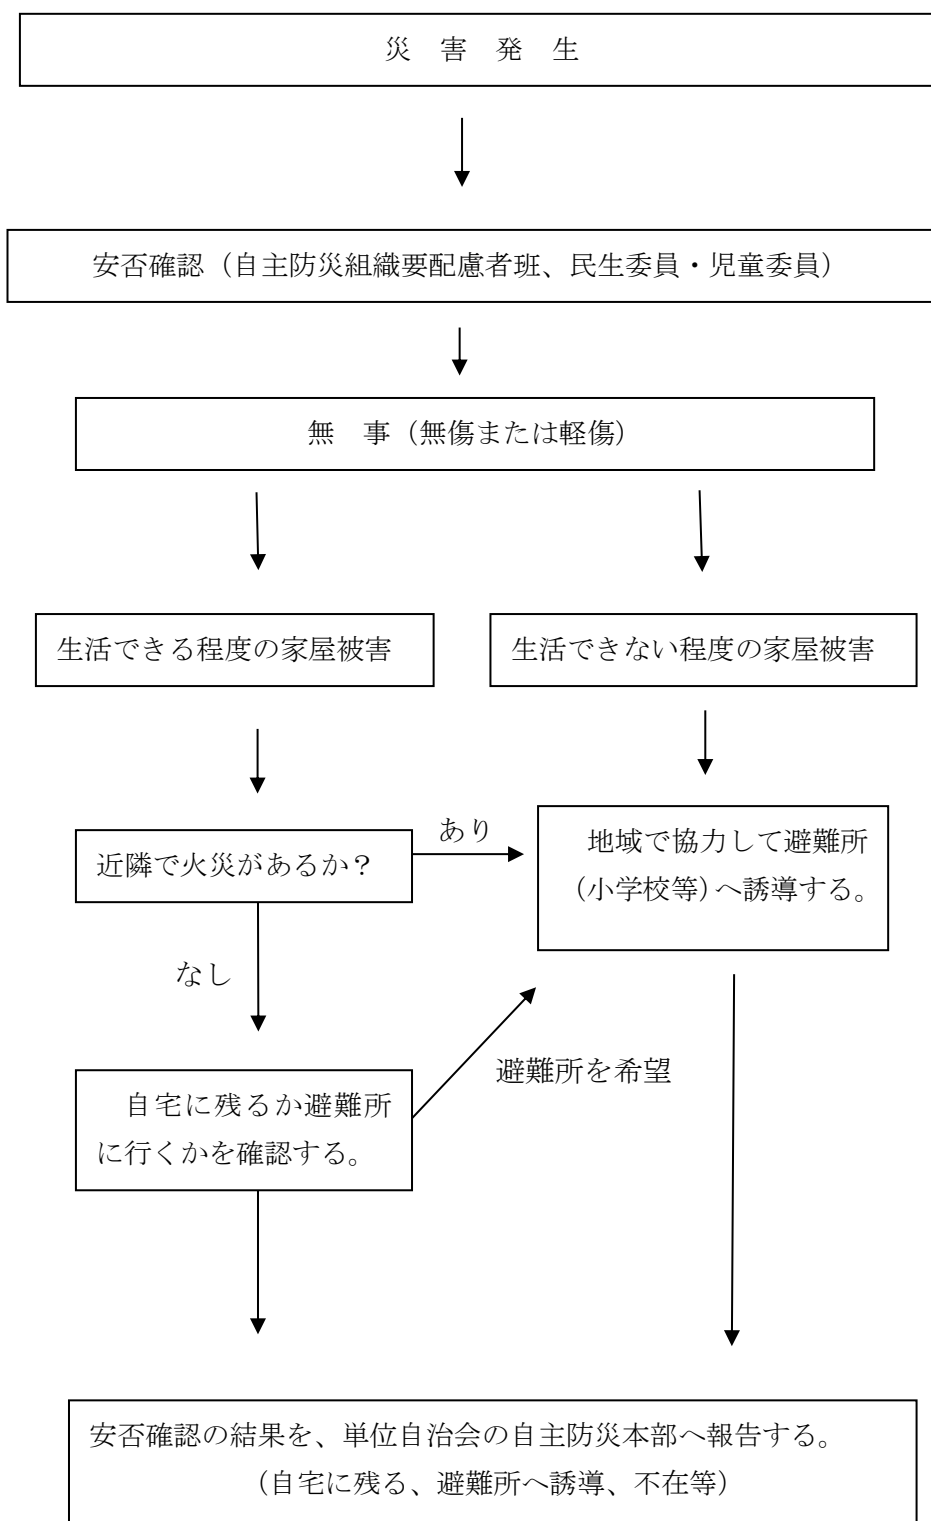 災 害 発 生
安否確認（自主防災組織要配慮者班、民生委員・児童委員）
無 事（無傷または軽傷）
生活できる程度の家屋被害
生活できない程度の家屋被害
近隣で火災があるか？
あり
地域で協力して避難所
（小学校等）へ誘導する。
なし
避難所を希望
自宅に残るか避難所
に行くかを確認する。
安否確認の結果を、単位自治会の自主防災本部へ報告する。
（自宅に残る、避難所へ誘導、不在等）